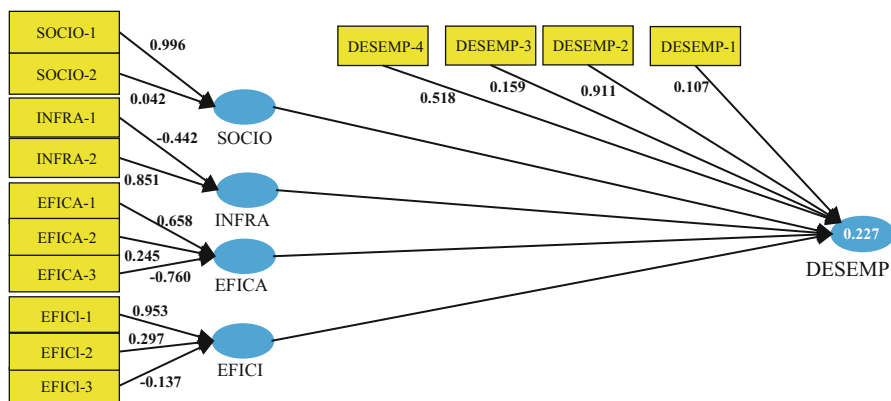 SOCIO-1
0.996
SOCIO-2
0.042
SOCIO
INFRA-1
-0.442
INFRA-2
0.851
INFRA
EFICA-1
0.658
EFICA-2
0.245
EFICA-3
-0.760
EFICA
EFICl-1
0.953
EFICl-2
0.297
EFICl-3
-0.137
EFICI
DESEMP-4
0.518
DESEMP-3
0.159
DESEMP-2
0.911
DESEMP-1
0.107
0.227
DESEMP